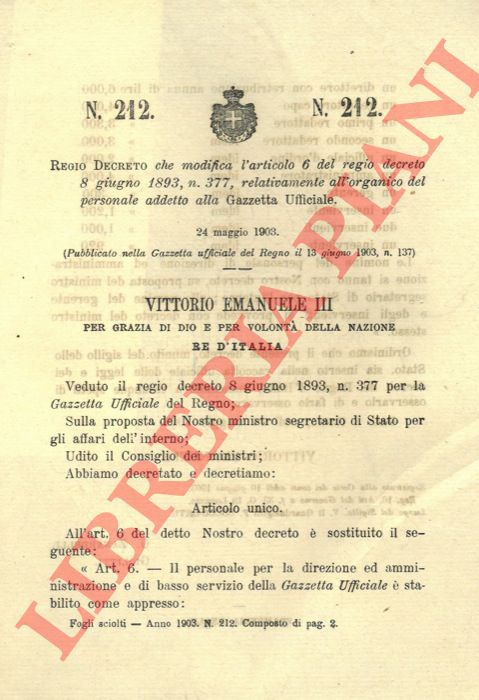 N. 212. N. 212.
REGIO DECRETO che modifica l'articolo 6 del regio decreto
8 giugno 1893, n. 377, relativamente all'organico del
personale addetto alla Gazzetta Ufficiale.
24 maggio 1903.
(Pubblicato nella Gazzetta ufficiale del Regno il 13 giugno 1903, n. 137)
VITTORIO EMANUELE III
PER GRAZIA DI DIO E PER VOLONTÀ DELLA NAZIONE
RE D'ITALIA
Veduto il regio decreto 8 giugno 1893, n. 377 per la
Gazzetta Ufficiale del Regno;
Sulla proposta del Nostro ministro segretario di Stato per
gli affari dell'interno;
Udito il Consiglio dei ministri;
Abbiamo decretato e decretiamo:
Articolo unico.
All'art. 6 del detto Nostro decreto è sostituito il se-
guente:
« Art. 6. — Il personale per la direzione ed ammi-
nistrazione e di basso servizio della Gazzetta Ufficiale è sta-
bilito come appresso:
Fogli sciolti — Anno 1903. N. 212. Composto di pag. 2.
LIBRERIA PIANI